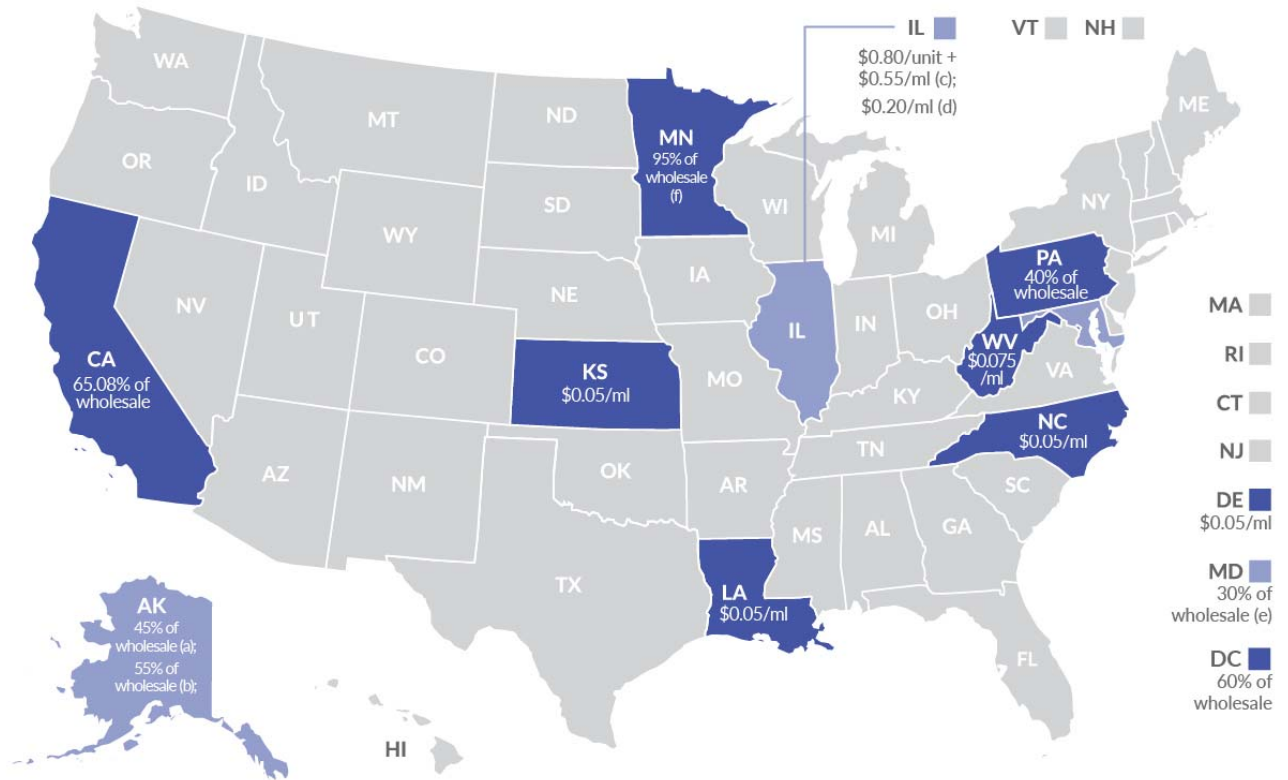 IL
$0.80/unit +
$0.55/ml (c);
$0.20/ml (d)
VT
NH
WA
MT
ND
MN
95% of
wholesale
(f)
ME
OR
ID
SD
WI
NY
WY
MI
PA
40% of
wholesale
IA
NE
NV
UT
IL
IN
OH
MA
CA
65.08% of
wholesale
CO
KS
$0.05/ml
MO
WV
$0.075
/ml
VA
RI
KY
CT
NC
$0.05/ml
NJ
AZ
NM
OK
AR
TN
SC
DE
$0.05/ml
MS
AL
GA
TX
LA
$0.05/ml
MD
30% of
wholesale (e)
AK
45% of
wholesale (a);
55% of
wholesale (b);
FL
DC
60% of
wholesale
HI